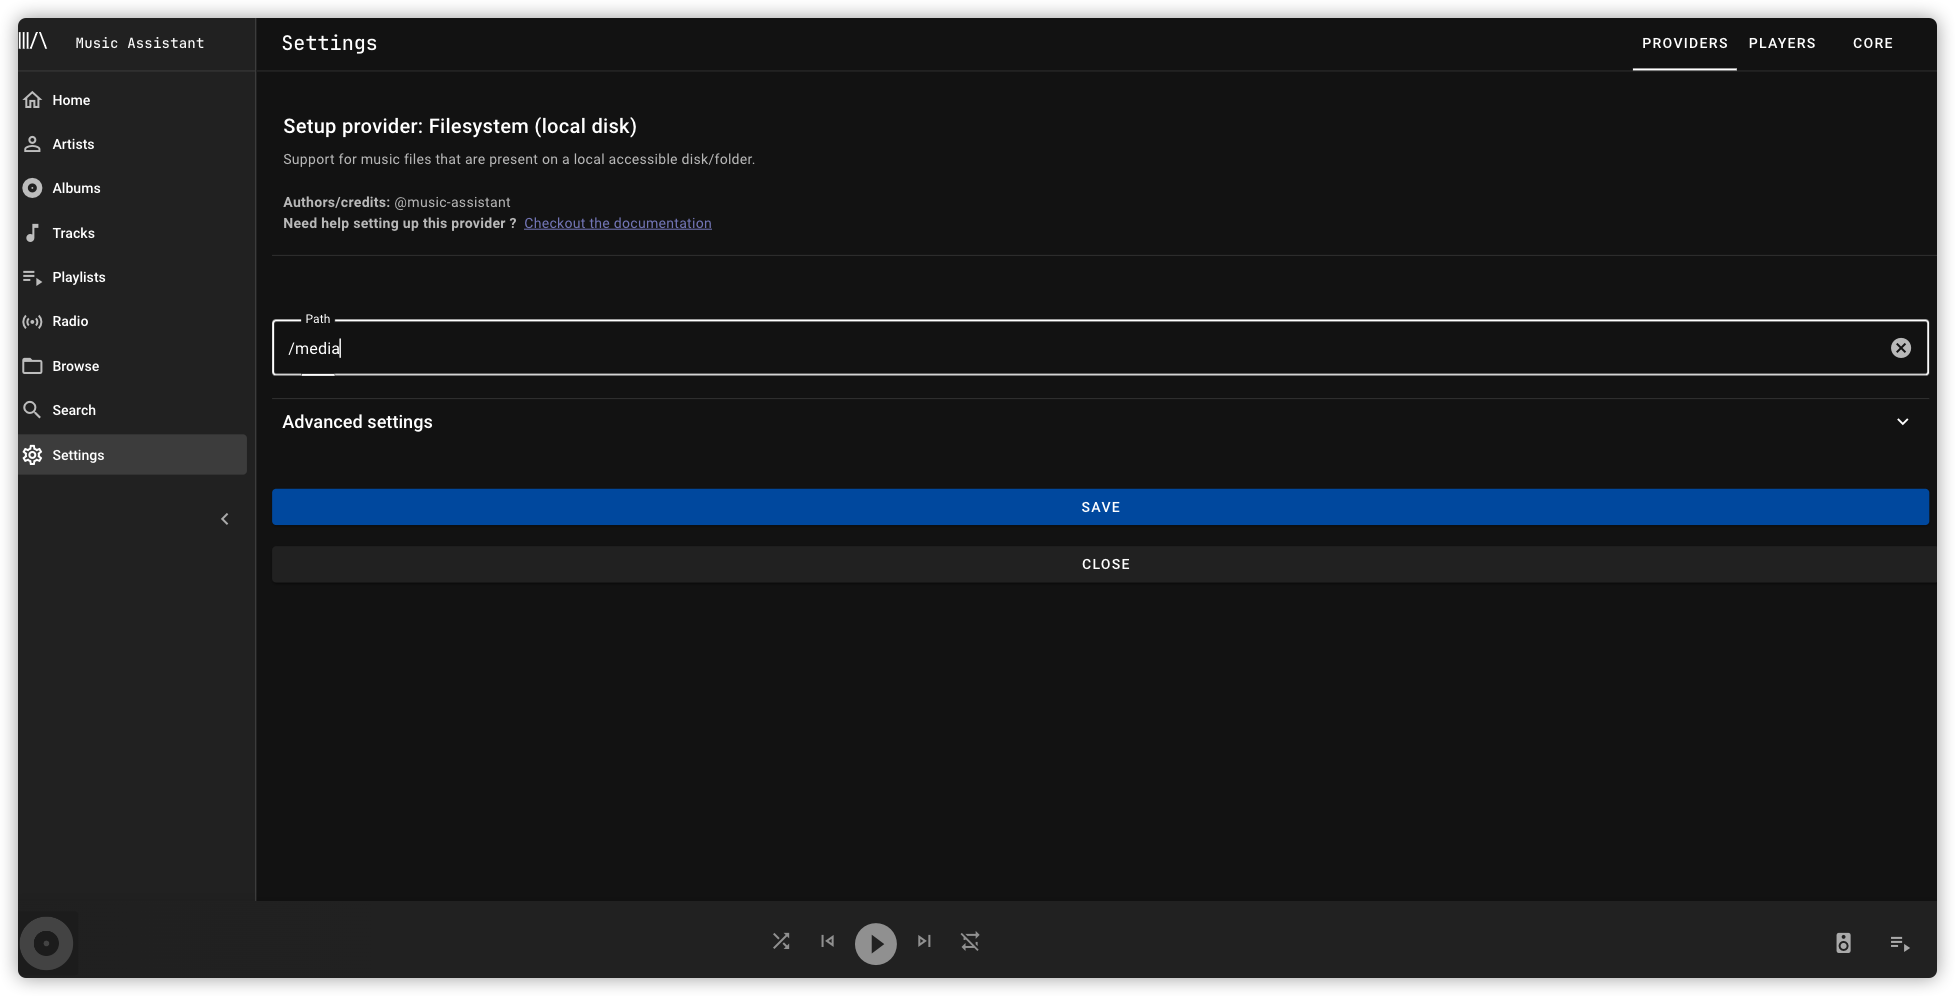 Music Assistant
Settings
PROVIDERS PLAYERS CORE
Home
Artists
Albums
Tracks
Playlists
Radio
Browse
Search
Settings
Setup provider: Filesystem (local disk)
Support for music files that are present on a local accessible disk/folder.
Authors/credits: @music-assistant
Need help setting up this provider ? Checkout the documentation
Path
/media
Advanced settings
SAVE
CLOSE